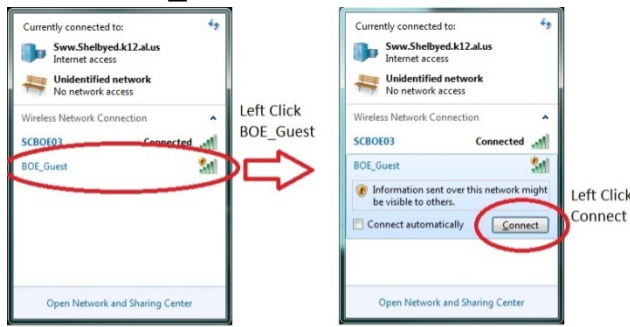 Currently connected to:
Sww.Shelbyed.k12.al.us
Internet access
Unidentified network
No network access
Wireless Network Connection
SCBOE03 Connected
BOE_Guest
Open Network and Sharing Center
Left Click
BOE_Guest
Currently connected to:
Sww.Shelbyed.k12.al.us
Internet access
Unidentified network
No network access
Wireless Network Connection
SCBOE03 Connected
BOE_Guest
Information sent over this network might
be visible to others.
Connect automatically Connect
Open Network and Sharing Center
Left Click
Connect